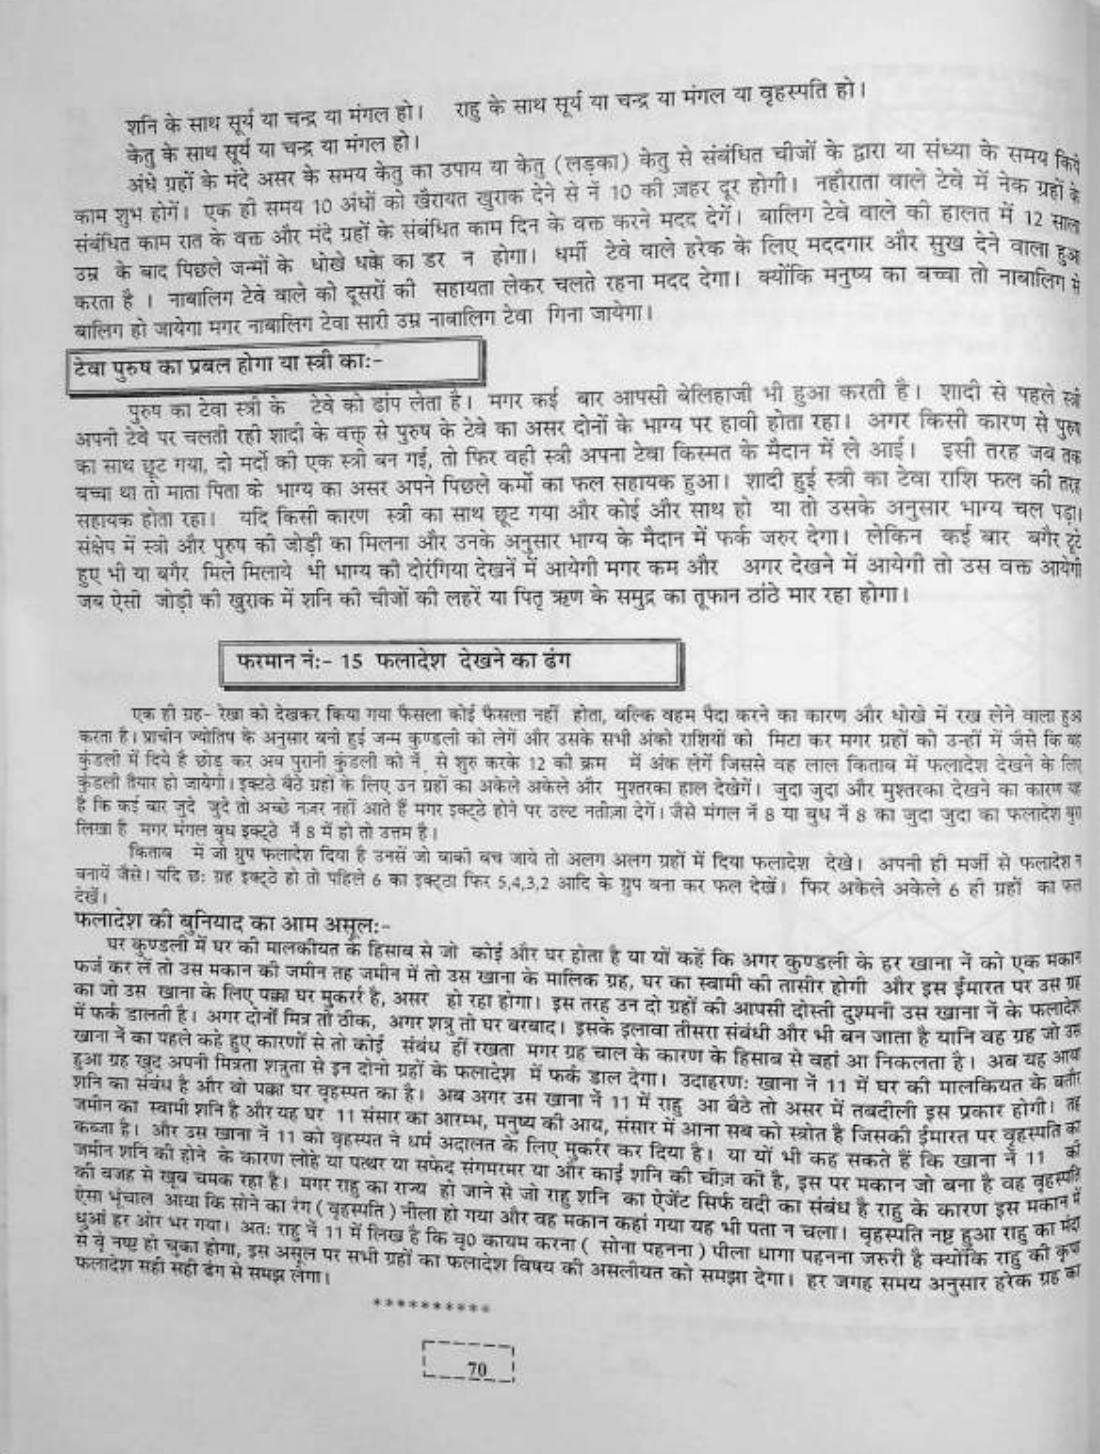 शनि के साथ सूर्य या चन्द्र या मंगल हो। राहु के साथ सूर्य या चन्द्र या मंगल या वृहस्पति हो।
केतु के साथ सूर्य या चन्द्र या मंगल हो।
अंधे ग्रहों के मंदे असर के समय केतु का उपाय या केतु (लड़का) केतु से संबंधित चीजों के द्वारा या संध्या के समय किये
काम शुभ होगें। एक ही समय 10 अंधों को खैरायत खुराक देने से नें 10 की ज़हर दूर होगी। नहौराता वाले टेवे में नेक ग्रहों के
संबंधित काम रात के वक्त और मंदे ग्रहों के संबंधित काम दिन के वक्त करने मदद देगें। बालिग टेवे वाले की हालत में 12 साल
उम्र के बाद पिछले जन्मों के धोखे धक्के का डर न होगा। धर्मी टेवे वाले हरेक के लिए मददगार और सुख देने वाला हुआ
करता है । नाबालिग टेवे वाले को दूसरों की सहायता लेकर चलते रहना मदद देगा। क्योंकि मनुष्य का बच्चा तो नाबालिग से
बालिग हो जायेगा मगर नाबालिग टेवा सारी उम्र नाबालिग टेवा गिना जायेगा।
टेवा पुरुष का प्रबल होगा या स्त्री का:-
पुरुष का टेवा स्त्री के टेवे को ढांप लेता है। मगर कई बार आपसी बेलिहाजी भी हुआ करती है। शादी से पहले स्त्री
अपनी टेवे पर चलती रही शादी के वक्त से पुरुष के टेवे का असर दोनों के भाग्य पर हावी होता रहा। अगर किसी कारण से पुरुष
का साथ छूट गया, दो मर्दो की एक स्त्री बन गई, तो फिर वही स्त्री अपना टेवा किस्मत के मैदान में ले आई। इसी तरह जब तक
बच्चा था तो माता पिता के भाग्य का असर अपने पिछले कर्मो का फल सहायक हुआ। शादी हुई स्त्री का टेवा राशि फल की तरह
सहायक होता रहा। यदि किसी कारण स्त्री का साथ छूट गया और कोई और साथ हो या तो उसके अनुसार भाग्य चल पड़ा।
संक्षेप में स्त्री और पुरुष की जोड़ी का मिलना और उनके अनुसार भाग्य के मैदान में फर्क जरुर देगा। लेकिन कई बार बगैर टूटे
हुए भी या बगैर मिले मिलाये भी भाग्य की दोरंगिया देखनें में आयेगी मगर कम और अगर देखने में आयेगी तो उस वक्त आयेगी
जब ऐसी जोड़ी की खुराक में शनि की चीजों की लहरें या पितृ ऋण के समुद्र का तूफान ठांठे मार रहा होगा।
फरमान नं:- 15 फलादेश देखने का ढंग
एक ही ग्रह- रेखा को देखकर किया गया फैसला कोई फैसला नहीं होता, बल्कि वहम पैदा करने का कारण और धोखे में रख लेने वाला हुआ
करता है। प्राचीन ज्योतिष के अनुसार बनी हुई जन्म कुण्डली को लेगें और उसके सभी अंको राशियों को मिटा कर मगर ग्रहों को उन्हीं में जैसे कि वह
कुंडली में दिये है छोड़ कर अब पुरानी कुंडली को नें. से शुरु करके 12 की क्रम में अंक लेगें जिससे वह लाल किताब में फलादेश देखने के लिए
कुंडली तैयार हो जायेगी। इक्टठे बैठे ग्रहों के लिए उन ग्रहों का अकेले अकेले और मुश्तरका हाल देखेगें। जुदा जुदा और मुश्तरका देखने का कारण यह
है कि कई बार जुदे जुदे तो अच्छे नज़र नहीं आते हैं मगर इक्ट्ठे होने पर उल्ट नतीज़ा देगें। जैसे मंगल नें 8 या बुध नें 8 का जुदा जुदा का फलादेश बुरा
लिखा है मगर मंगल बुध इक्ट्ठे नें 8 में हो तो उत्तम है।
किताब में जो ग्रुप फलादेश दिया है उनसें जो बाकी बच जाये तो अलग अलग ग्रहों में दिया फलादेश देखे। अपनी ही मर्जी से फलादेश न
बनायें जैसे। यदि छ: ग्रह इक्ट्ठे हो तो पहिले 6 का इक्ट्ठा फिर 5,4,3,2 आदि के ग्रुप बना कर फल देखें। फिर अकेले अकेले 6 ही ग्रहों का फल
देखें।
फलादेश की बुनियाद का आम असूल:-
घर कुण्डली में घर की मालकीयत के हिसाब से जो कोई और घर होता है या यों कहें कि अगर कुण्डली के हर खाना नें को एक मकान
फर्ज कर लें तो उस मकान की जमीन तह जमीन में तो उस खाना के मालिक ग्रह, घर का स्वामी की तासीर होगी और इस ईमारत पर उस ग्रह
का जो उस खाना के लिए पक्का घर मुकर्रर है, असर हो रहा होगा। इस तरह उन दो ग्रहों की आपसी दोस्ती दुश्मनी उस खाना नें के फलादेश
में फर्क डालती है। अगर दोनों मित्र तो ठीक, अगर शत्रु तो घर बरबाद। इसके इलावा तीसरा संबंधी और भी बन जाता है यानि वह ग्रह जो उस
खाना नें का पहले कहे हुए कारणों से तो कोई संबंध हीं रखता मगर ग्रह चाल के कारण के हिसाब से वहां आ निकलता है। अब यह आया
हुआ ग्रह खुद अपनी मित्रता शत्रुता से इन दोनो ग्रहों के फलादेश में फर्क डाल देगा। उदाहरण: खाना नें 11 में घर की मालकियत के बतौर
शनि का संबंध है और वो पक्का घर वृहस्पत का है। अब अगर उस खाना नें 11 में राहु आ बैठे तो असर में तबदीली इस प्रकार होगी। तह
जमीन का स्वामी शनि है और यह घर 11 संसार का आरम्भ, मनुष्य की आय, संसार में आना सब को स्त्रोत है जिसकी ईमारत पर वृहस्पति का
कब्जा है। और उस खाना नें 11 को वृहस्पत ने धर्म अदालत के लिए मुकर्रर कर दिया है। या यों भी कह सकते हैं कि खाना नें 11 की
जमीन शनि की होने के कारण लोहे या पत्थर या सफेद संगमरमर या और काई शनि की चीज़ की है, इस पर मकान जो बना है वह वृहस्पति
की वजह से खूब चमक रहा है। मगर राहु का राज्य हो जाने से जो राहु शनि का ऐजेंट सिर्फ वदी का संबंध है राहु के कारण इस मकान में
ऐसा भूंचाल आया कि सोने का रंग (वृहस्पति) नीला हो गया और वह मकान कहां गया यह भी पता न चला। वृहस्पति नष्ट हुआ राहु का मंदा
धुआं हर ओर भर गया। अत: राहु नें 11 में लिख है कि वृ0 कायम करना ( सोना पहनना ) पीला धागा पहनना जरुरी है क्योंकि राहु की कृपा
से वृे नष्ट हो चुका होगा, इस असूल पर सभी ग्रहों का फलादेश विषय की असलीयत को समझा देगा। हर जगह समय अनुसार हरेक ग्रह का
फलादेश सही सही ढंग से समझ लेगा।
**********
70